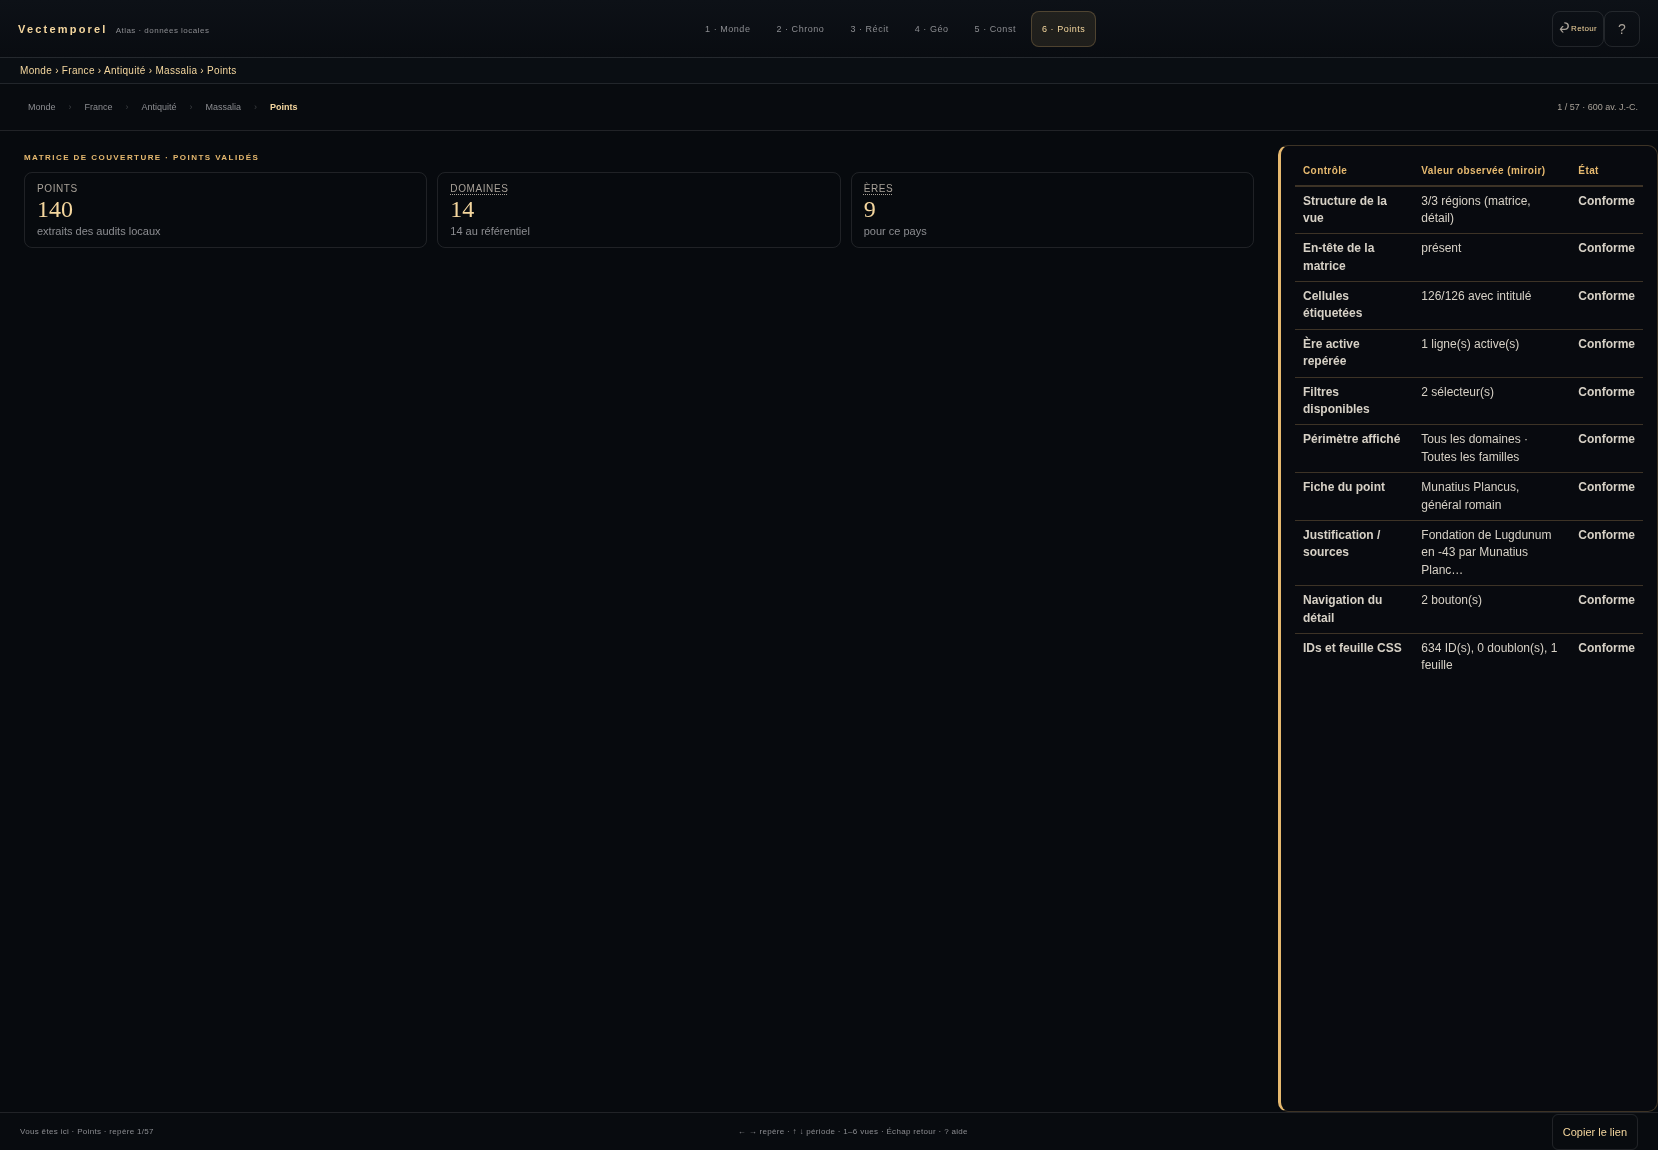 Vectemporel Atlas · données locales
1 · Monde 2 · Chrono 3 · Récit 4 · Géo 5 · Const 6 · Points
Retour ?
Monde › France › Antiquité › Massalia › Points
Monde › France › Antiquité › Massalia › Points
1 / 57 · 600 av. J.-C.
MATRICE DE COUVERTURE · POINTS VALIDÉS
POINTS
140
extraits des audits locaux
DOMAINES
14
14 au référentiel
ÈRES
9
pour ce pays
Contrôle Valeur observée (miroir) État
Structure de la vue
3/3 régions (matrice, détail)
Conforme
En-tête de la matrice
présent
Conforme
Cellules étiquetées
126/126 avec intitulé
Conforme
Ère active repérée
1 ligne(s) active(s)
Conforme
Filtres disponibles
2 sélecteur(s)
Conforme
Périmètre affiché
Tous les domaines · Toutes les familles
Conforme
Fiche du point
Munatius Plancus, général romain
Conforme
Justification / sources
Fondation de Lugdunum en -43 par Munatius Planc…
Conforme
Navigation du détail
2 bouton(s)
Conforme
IDs et feuille CSS
634 ID(s), 0 doublon(s), 1 feuille
Conforme
Vous êtes ici · Points · repère 1/57
← → repère · ↑ ↓ période · 1–6 vues · Échap retour · ? aide
Copier le lien